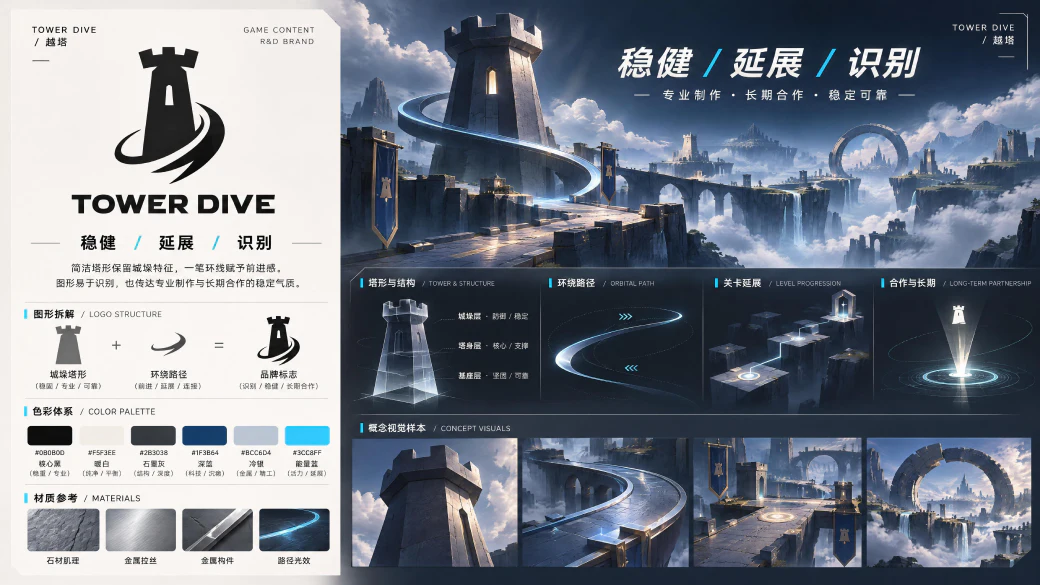 TOWER DIVE
/ 越塔
GAME CONTENT
R&D BRAND
TOWER DIVE
稳健 / 延展 / 识别
简洁塔形保留城垛特征，一笔环线赋予前进感。
图形易于识别，也传达专业制作与长期合作的稳定气质。
图形拆解 / LOGO STRUCTURE
+ =
城垛塔形 环绕路径 品牌标志
（稳固 / 专业 / 可靠） （前进 / 延展 / 连接） （识别 / 稳健 / 长期合作）
色彩体系 / COLOR PALETTE
#0B0B0D #F5F3EE #2B3038 #1F3B64 #BCC6D4 #3CC8FF
核心黑 暖白 石墨灰 深蓝 冷银 能量蓝
（稳重 / 专业） （纯净 / 平衡） （结构 / 深度） （科技 / 沉稳） （金属 / 精工） （活力 / 延展）
材质参考 / MATERIALS
石材肌理 金属拉丝 金属构件 路径光效
稳健 / 延展 / 识别
专业制作 · 长期合作 · 稳定可靠
TOWER DIVE
/ 越塔
塔形与结构 / TOWER & STRUCTURE
城垛层 · 防御 / 稳定
塔身层 · 核心 / 支撑
基座层 · 坚固 / 可靠
环绕路径 / ORBITAL PATH
关卡延展 / LEVEL PROGRESSION
合作与长期 / LONG-TERM PARTNERSHIP
概念视觉样本 / CONCEPT VISUALS